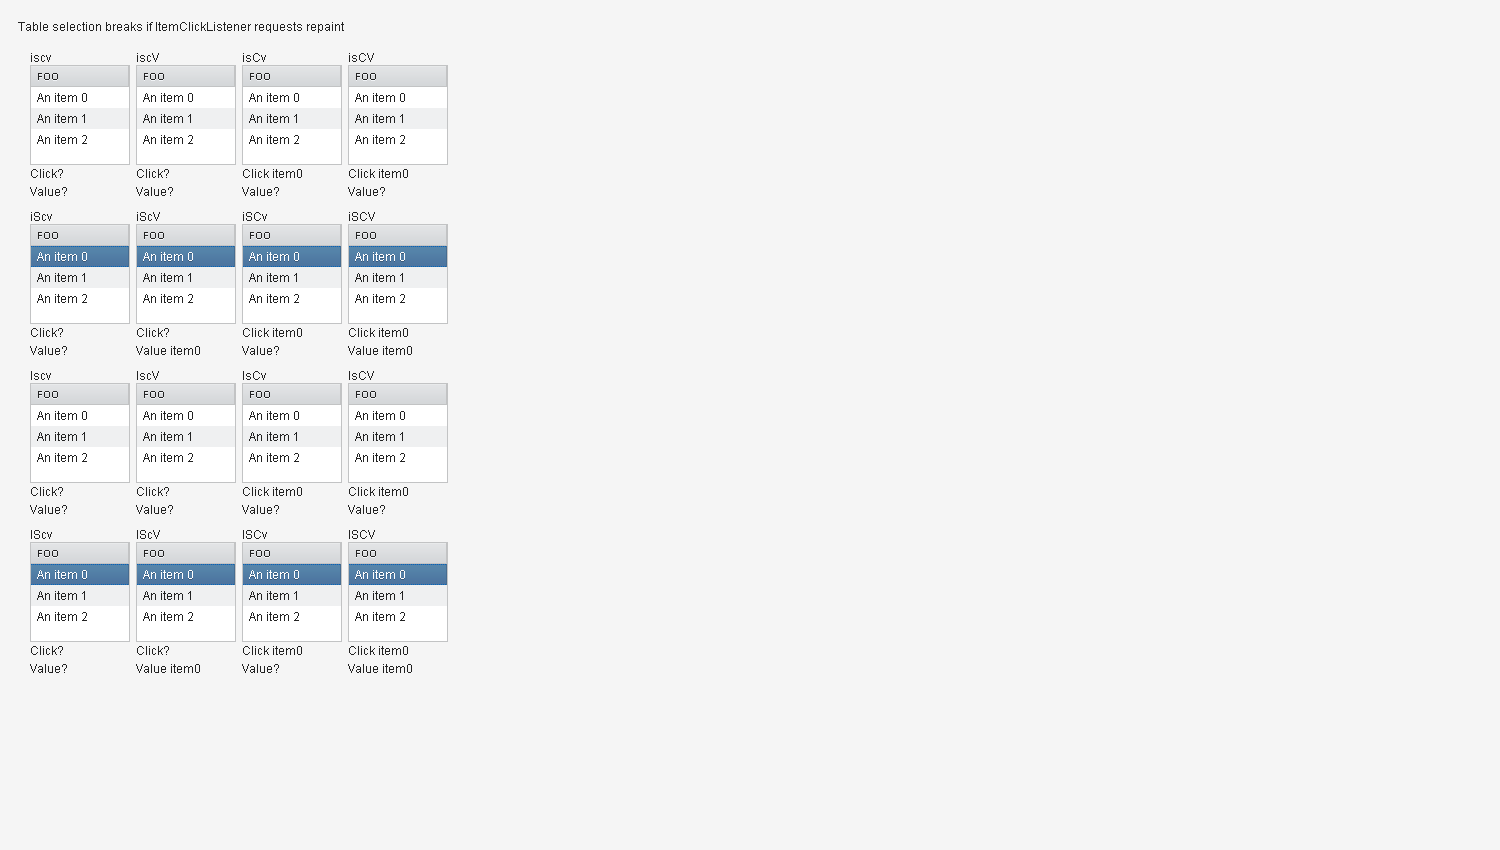 Table selection breaks if ItemClickListener requests repaint
iscv iscV isCv isCV
FOO FOO FOO FOO
An item 0 An item 0 An item 0 An item 0
An item 1 An item 1 An item 1 An item 1
An item 2 An item 2 An item 2 An item 2
Click? Click? Click item0 Click item0
Value? Value? Value? Value?
iScv iScV iSCv iSCV
FOO FOO FOO FOO
An item 0 An item 0 An item 0 An item 0
An item 1 An item 1 An item 1 An item 1
An item 2 An item 2 An item 2 An item 2
Click? Click? Click item0 Click item0
Value? Value item0 Value? Value item0
Iscv IscV IsCv IsCV
FOO FOO FOO FOO
An item 0 An item 0 An item 0 An item 0
An item 1 An item 1 An item 1 An item 1
An item 2 An item 2 An item 2 An item 2
Click? Click? Click item0 Click item0
Value? Value? Value? Value?
IScv IScV ISCv ISCV
FOO FOO FOO FOO
An item 0 An item 0 An item 0 An item 0
An item 1 An item 1 An item 1 An item 1
An item 2 An item 2 An item 2 An item 2
Click? Click? Click item0 Click item0
Value? Value item0 Value? Value item0